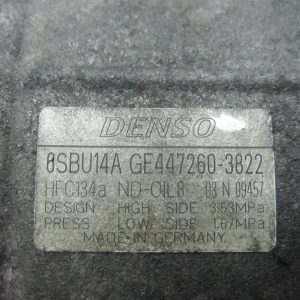 DENSO
6SBU14A GE447260-3822
HFC134a ND-OIL8 03 N 09457
DESIGN HIGH SIDE 3.53MPa
PRESS LOW SIDE 1.67MPa
MADE IN GERMANY